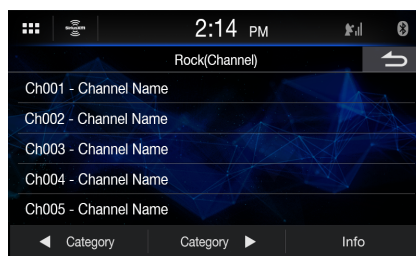 SiriusXM 2:14 PM
Rock(Channel)
Ch001 - Channel Name
Ch002 - Channel Name
Ch003 - Channel Name
Ch004 - Channel Name
Ch005 - Channel Name
Category Category Info